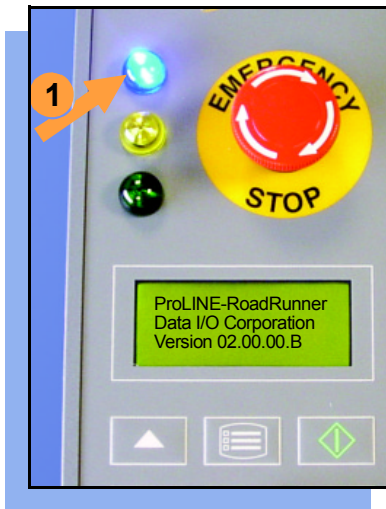 1
EMERGENCY
STOP
ProLINE-RoadRunner
Data I/O Corporation
Version 02.00.00.B